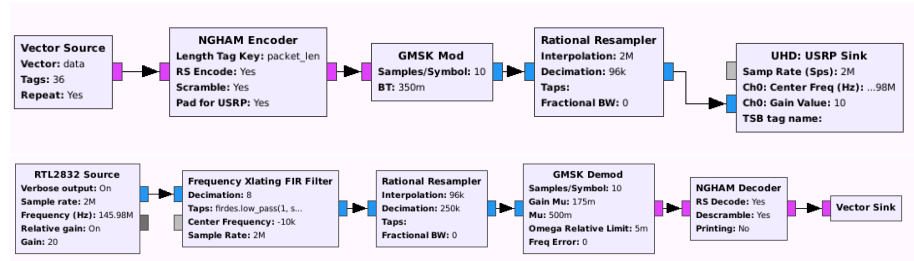 Vector Source
Vector: data
Tags: 36
Repeat: Yes
NGHAM Encoder
Length Tag Key: packet_len
RS Encode: Yes
Scramble: Yes
Pad for USRP: Yes
GMSK Mod
Samples/Symbol: 10
BT: 350m
Rational Resampler
Interpolation: 2M
Decimation: 96k
Taps:
Fractional BW: 0
UHD: USRP Sink
Samp Rate (Sps): 2M
Ch0: Center Freq (Hz): ...98M
Ch0: Gain Value: 10
TSB tag name:
RTL2832 Source
Verbose output: On
Sample rate: 2M
Frequency (Hz): 145.98M
Relative gain: On
Gain: 20
Frequency Xlating FIR Filter
Decimation: 8
Taps: firdes.low_pass(1, s...
Center Frequency: -10k
Sample Rate: 2M
Rational Resampler
Interpolation: 96k
Decimation: 250k
Taps:
Fractional BW: 0
GMSK Demod
Samples/Symbol: 10
Gain Mu: 175m
Mu: 500m
Omega Relative Limit: 5m
Freq Error: 0
NGHAM Decoder
RS Decode: Yes
Descramble: Yes
Printing: No
Vector Sink